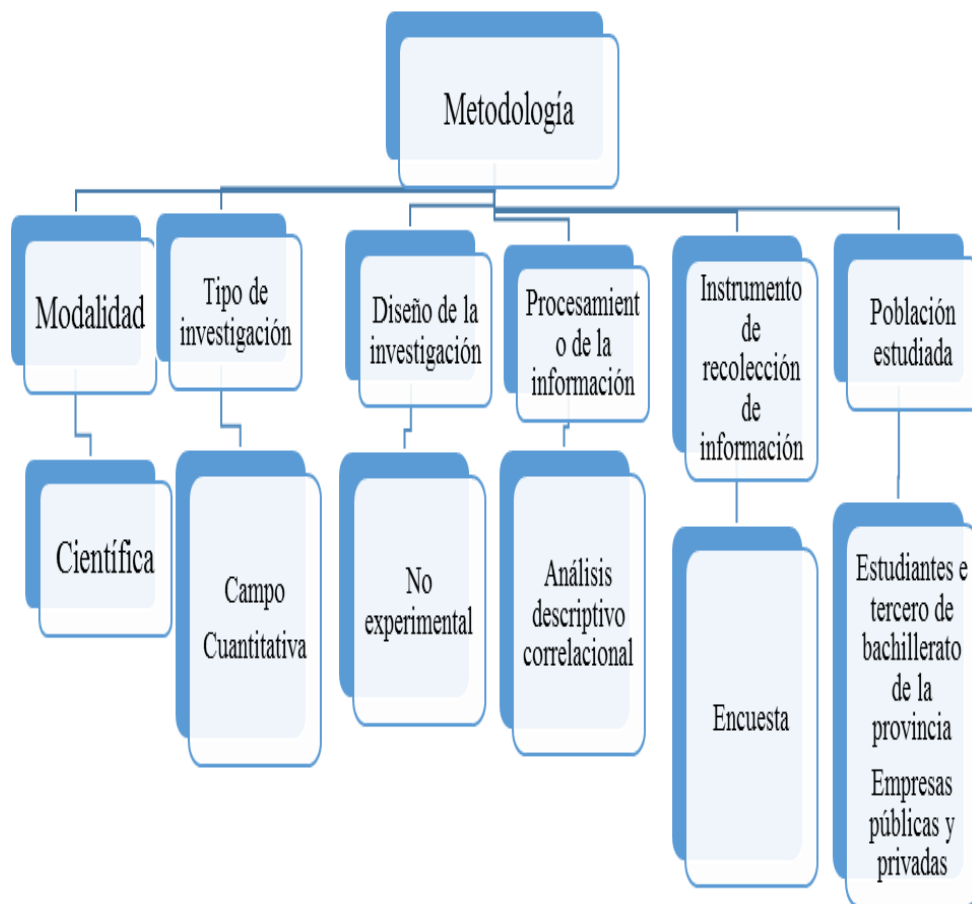 Metodología
Modalidad
Tipo de
investigación
Diseño de la
investigación
Procesamient
o de la
información
Instrumento
de
recolección
de
información
Población
estudiada
Científica
Campo
Cuantitativa
No
experimental
Análisis
descriptivo
correlacional
Encuesta
Estudiantes e
tercero de
bachillerato
de la
provincia
Empresas
públicas y
privadas